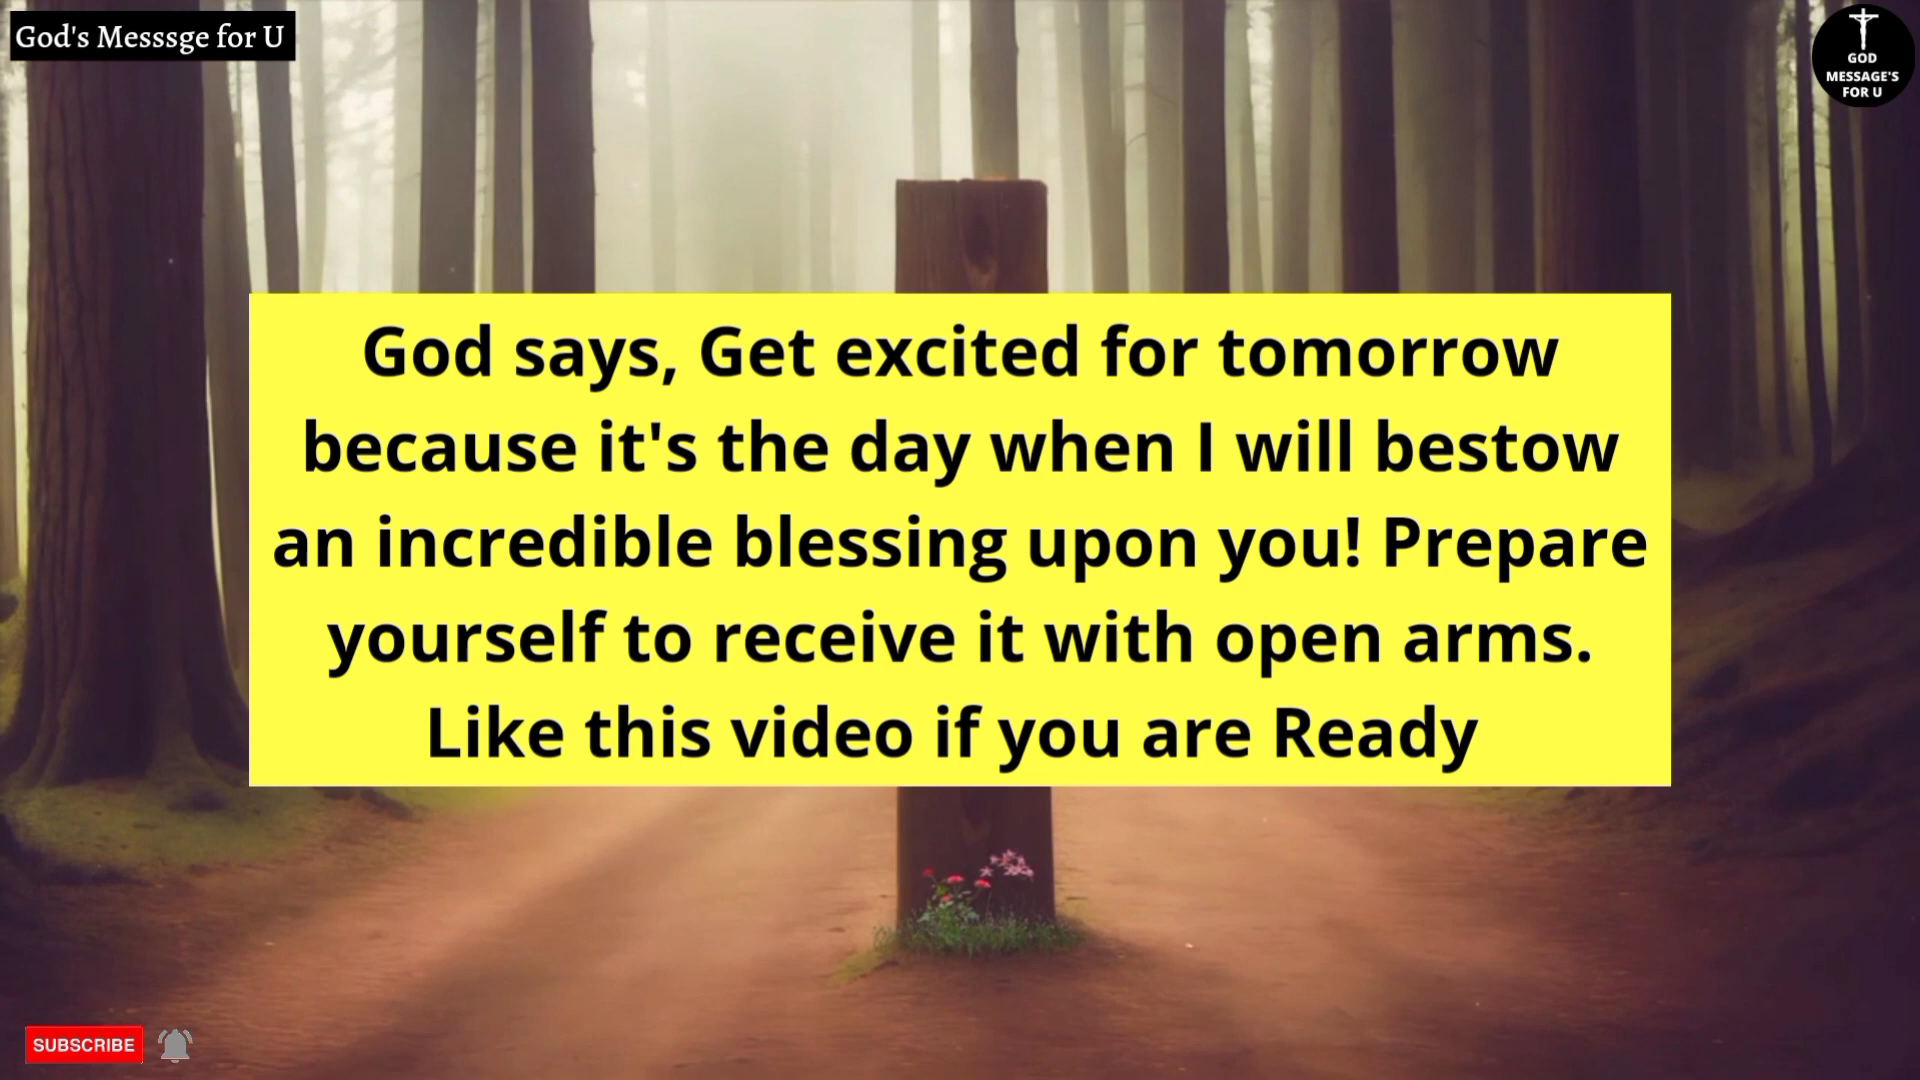 God's Messsge for U
GOD
MESSAGE'S
FOR U
God says, Get excited for tomorrow
because it's the day when I will bestow
an incredible blessing upon you! Prepare
yourself to receive it with open arms.
Like this video if you are Ready
SUBSCRIBE